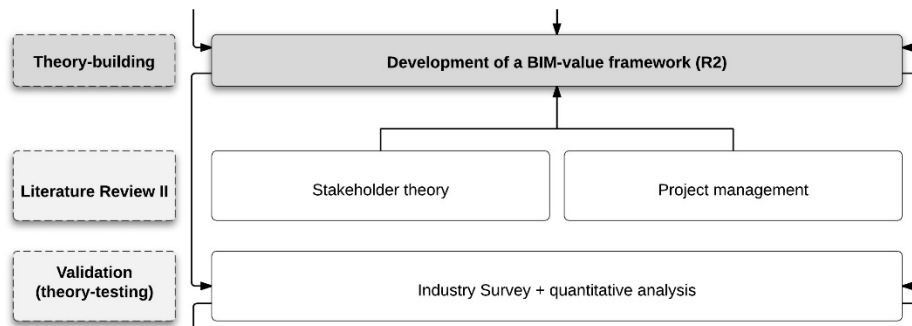 Theory-building
Development of a BIM-value framework (R2)
Literature Review II
Stakeholder theory
Project management
Validation
(theory-testing)
Industry Survey + quantitative analysis